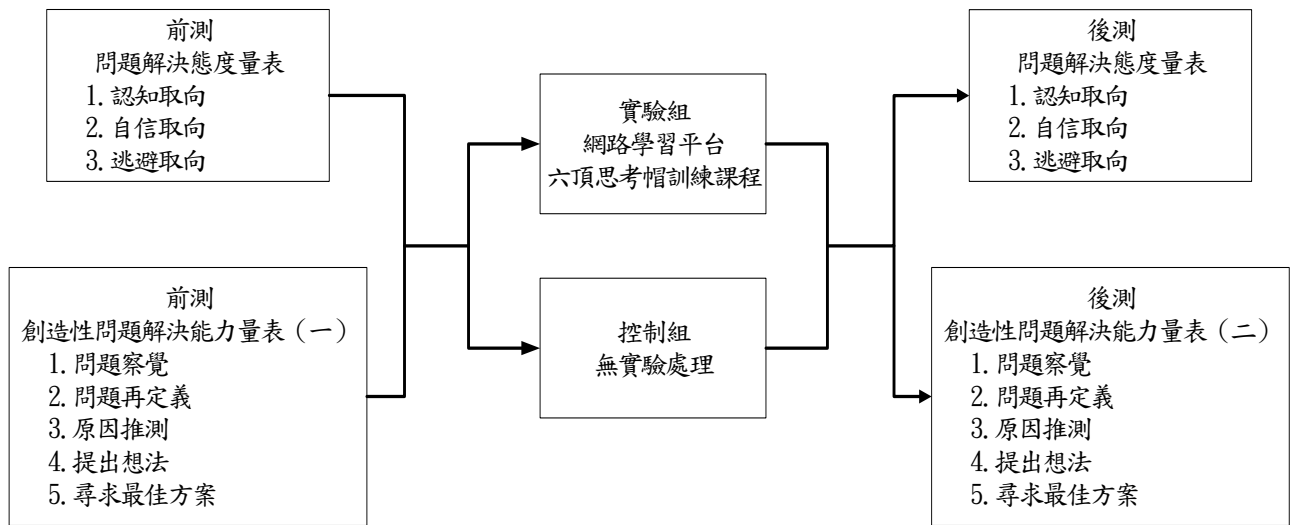 前測
問題解決態度量表
1. 認知取向
2. 自信取向
3. 逃避取向
前測
創造性問題解決能力量表（一）
1. 問題察覺
2. 問題再定義
3. 原因推測
4. 提出想法
5. 尋求最佳方案
實驗組
網路學習平台
六頂思考帽訓練課程
控制組
無實驗處理
後測
問題解決態度量表
1. 認知取向
2. 自信取向
3. 逃避取向
後測
創造性問題解決能力量表（二）
1. 問題察覺
2. 問題再定義
3. 原因推測
4. 提出想法
5. 尋求最佳方案